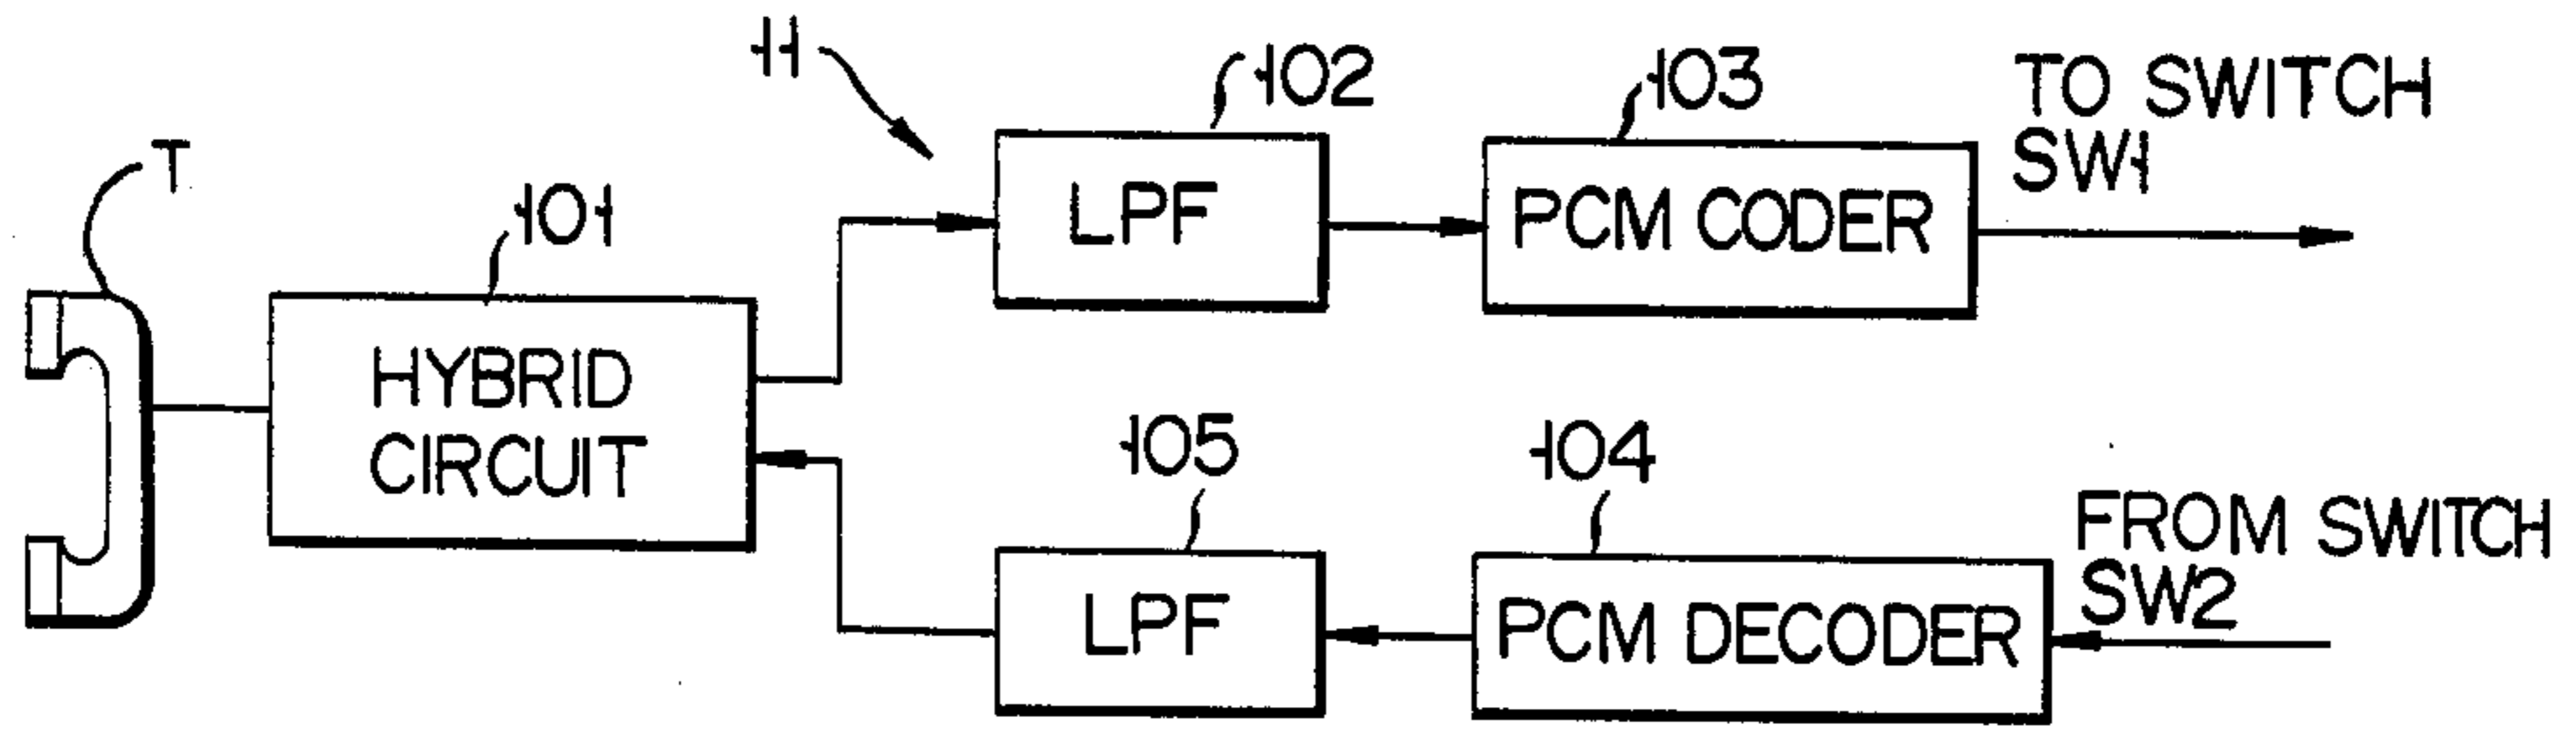 11
102
103
TO SWITCH
SW1
T
101
LPF
PCM CODER
HYBRID
CIRCUIT
105
104
FROM SWITCH
SW2
LPF
PCM DECODER